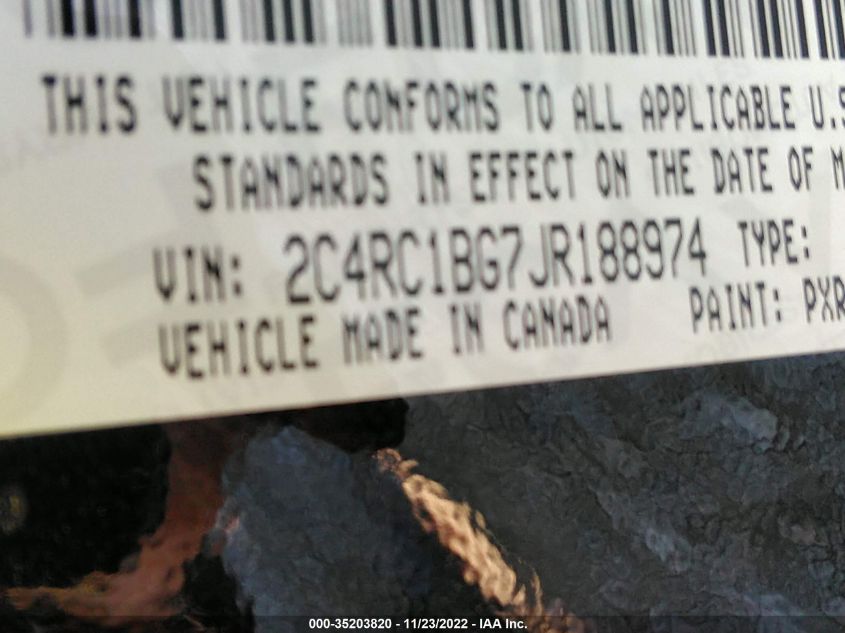 THIS VEHICLE CONFORMS TO ALL APPLICABLE U.S
STANDARDS IN EFFECT ON THE DATE OF M
VIN: 2C4RC1BG7JR188974 TYPE:
VEHICLE MADE IN CANADA PAINT: PXR
000-35203820 - 11/23/2022 - IAA Inc.